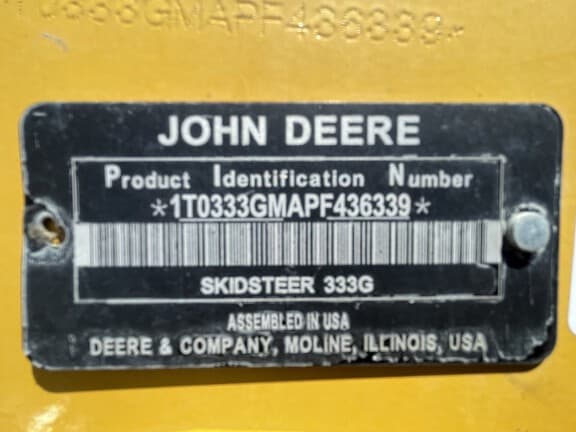 JOHN DEERE
Product Identification Number
*1T0333GMAPF436339*
SKIDSTEER 333G
ASSEMBLED IN USA
DEERE & COMPANY, MOLINE, ILLINOIS, USA